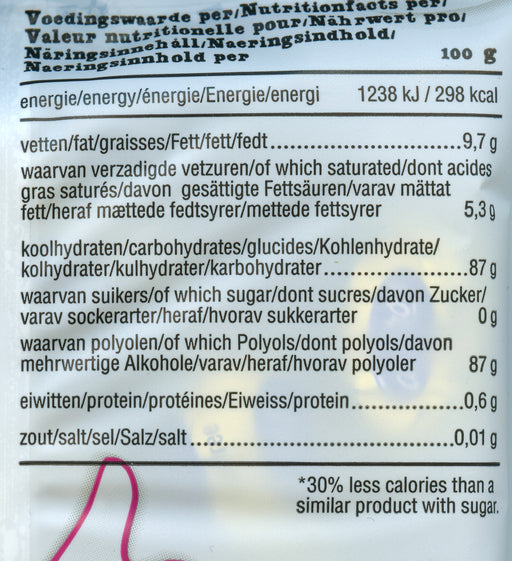 Voedingswaarde per/Nutritionfacts per/
Valeur nutritionelle pour/Nährwert pro/
Näringsinnehåll/Naeringsindhold/
Naeringsinnhold per 100 g
energie/energy/énergie/Energie/energi 1238 kJ / 298 kcal
vetten/fat/graisses/Fett/fett/fedt..............................9,7 g
waarvan verzadigde vetzuren/of which saturated/dont acides
gras saturés/davon gesättigte Fettsäuren/varav mättat
fett/heraf mættede fedtsyrer/mettede fettsyrer 5,3 g
koolhydraten/carbohydrates/glucides/Kohlenhydrate/
kolhydrater/kulhydrater/karbohydrater......................87 g
waarvan suikers/of which sugar/dont sucres/davon Zucker/
varav sockerarter/heraf/hvorav sukkerarter 0 g
waarvan polyolen/of which Polyols/dont polyols/davon
mehrwertige Alkohole/varav/heraf/hvorav polyoler 87 g
eiwitten/protein/protéines/Eiweiss/protein.................0,6 g
zout/salt/sel/Salz/salt........................................0,01 g
*30% less calories than a
similar product with sugar.